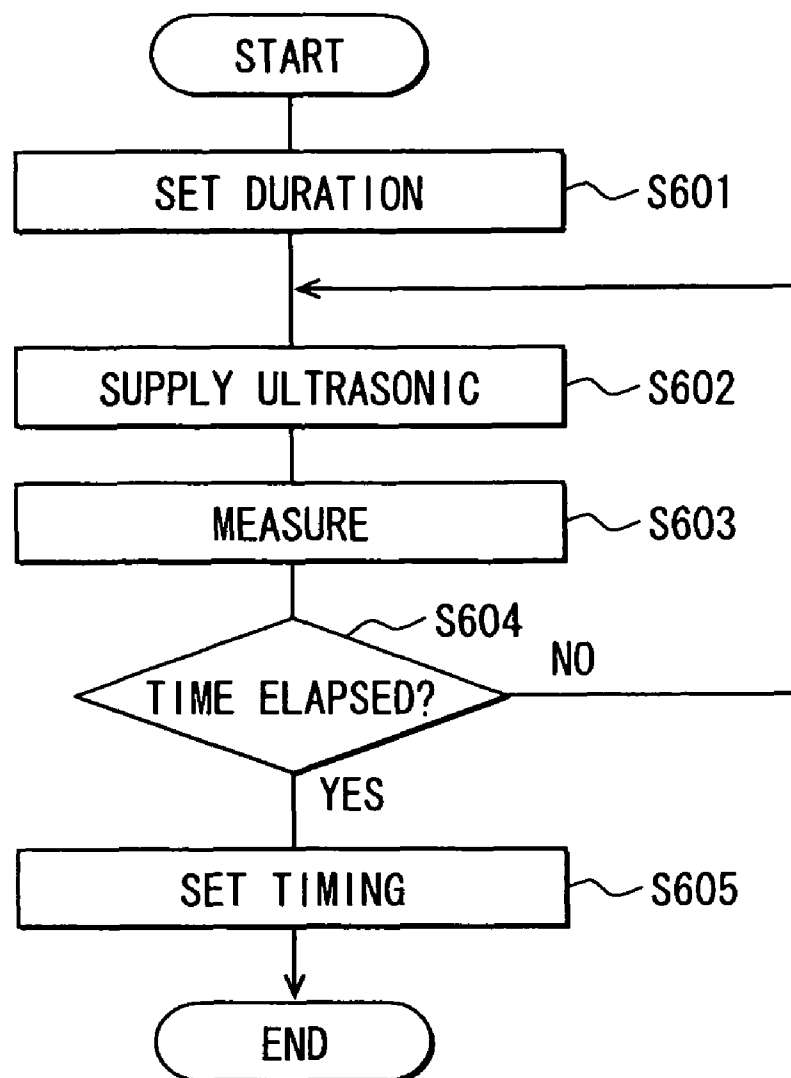 START
SET DURATION
S601
SUPPLY ULTRASONIC
S602
MEASURE
S603
S604
TIME ELAPSED?
NO
YES
SET TIMING
S605
END